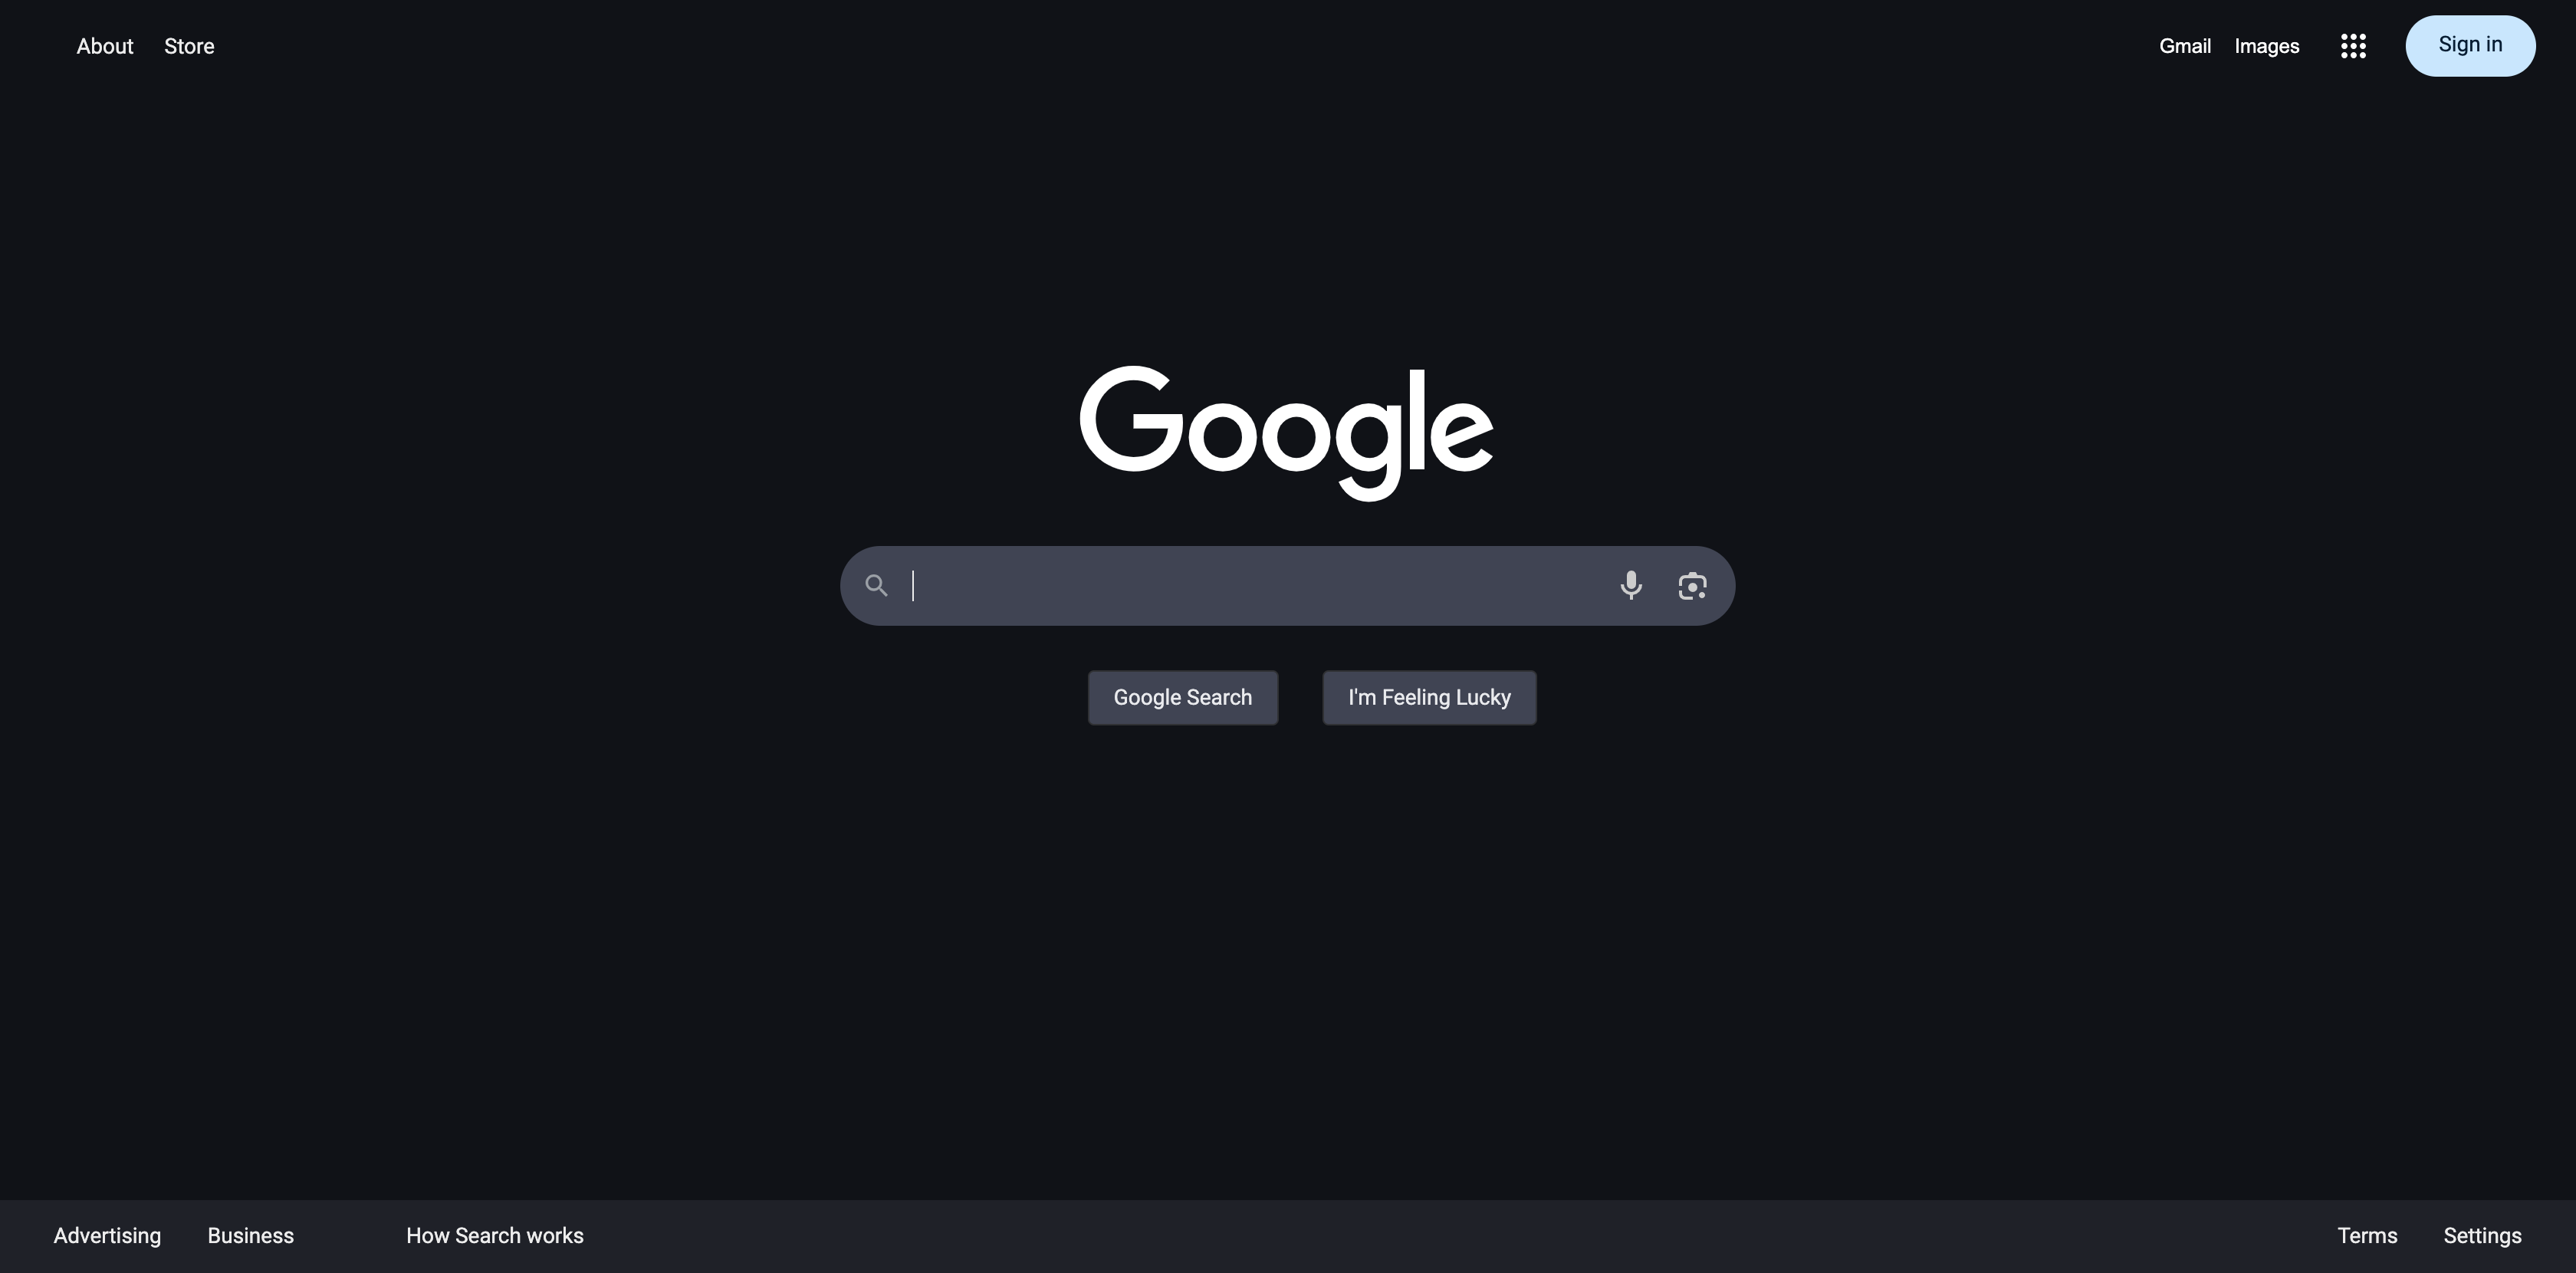 About Store Gmail Images Sign in
Google
Google Search I'm Feeling Lucky
Advertising Business How Search works Terms Settings